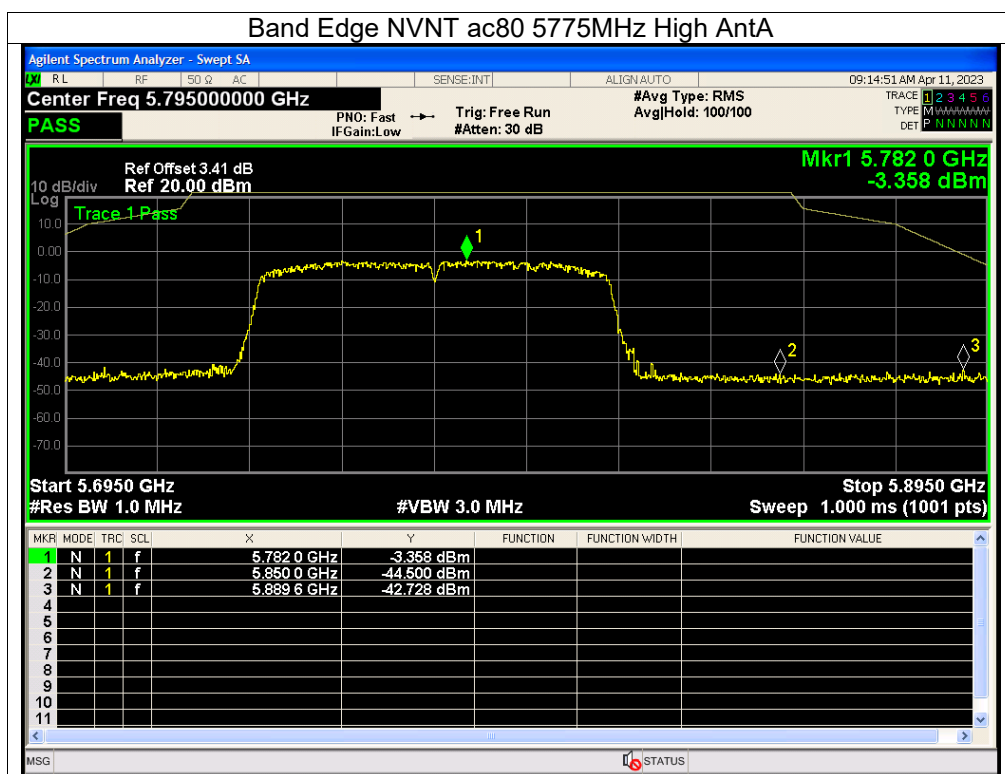 Band Edge NVNT ac80 5775MHz High AntA
Agilent Spectrum Analyzer - Swept SA
LXI RL RF 50 Ω AC SENSE:INT ALIGN AUTO 09:14:51 AM Apr 11, 2023
Center Freq 5.795000000 GHz #Avg Type: RMS TRACE 1 2 3 4 5 6
PNO: Fast Trig: Free Run Avg|Hold: 100/100 TYPE M WWWWW
PASS IFGain:Low #Atten: 30 dB DET P N N N N N
Mkr1 5.782 0 GHz
Ref Offset 3.41 dB
10 dB/div Ref 20.00 dBm -3.358 dBm
Log
Trace 1 Pass
10.0
0.00
-10.0
-20.0
-30.0
-40.0
-50.0
-60.0
-70.0
1
2
3
Start 5.6950 GHz Stop 5.8950 GHz
#Res BW 1.0 MHz #VBW 3.0 MHz Sweep 1.000 ms (1001 pts)
MKR MODE TRC SCL X Y FUNCTION FUNCTION WIDTH FUNCTION VALUE
1 N 1 f 5.782 0 GHz -3.358 dBm
2 N 1 f 5.850 0 GHz -44.500 dBm
3 N 1 f 5.889 6 GHz -42.728 dBm
4
5
6
7
8
9
10
11
MSG STATUS